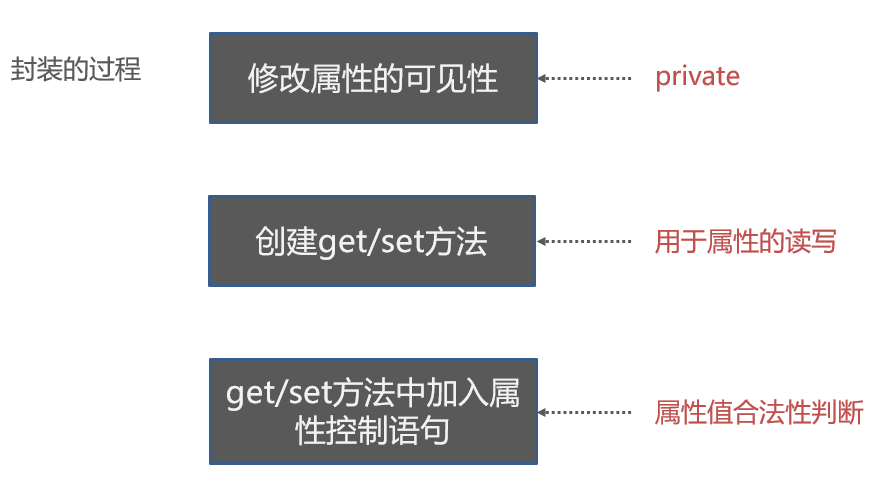 封装的过程
修改属性的可见性
private
创建get/set方法
用于属性的读写
get/set方法中加入属
性控制语句
属性值合法性判断